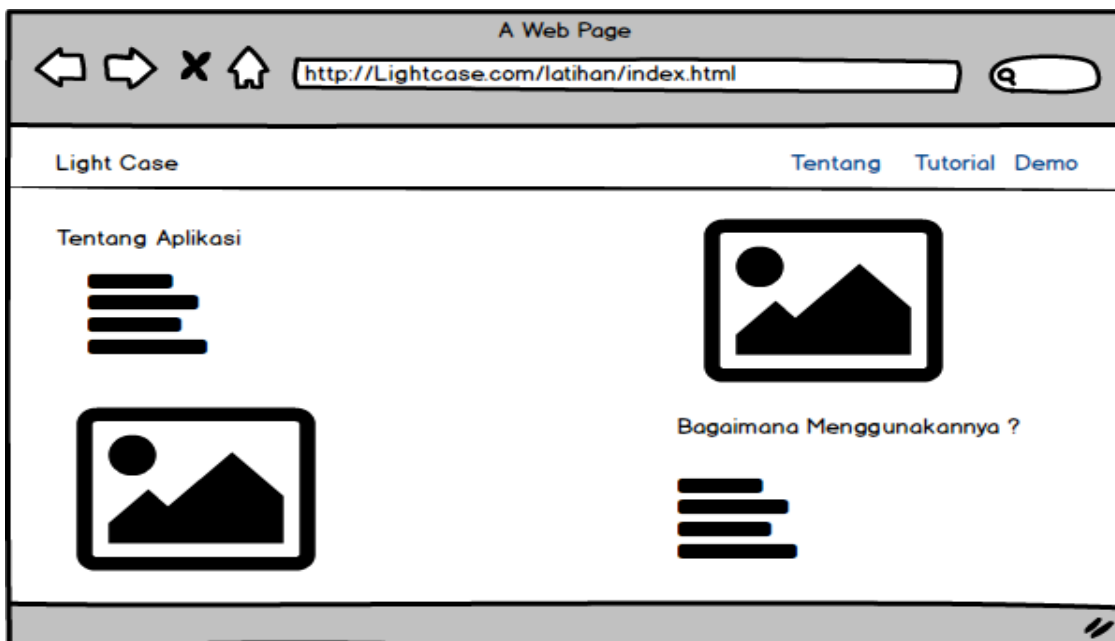 A Web Page
http://Lightcase.com/latihan/index.html
Light Case
Tentang Tutorial Demo
Tentang Aplikasi
Bagaimana Menggunakannya ?